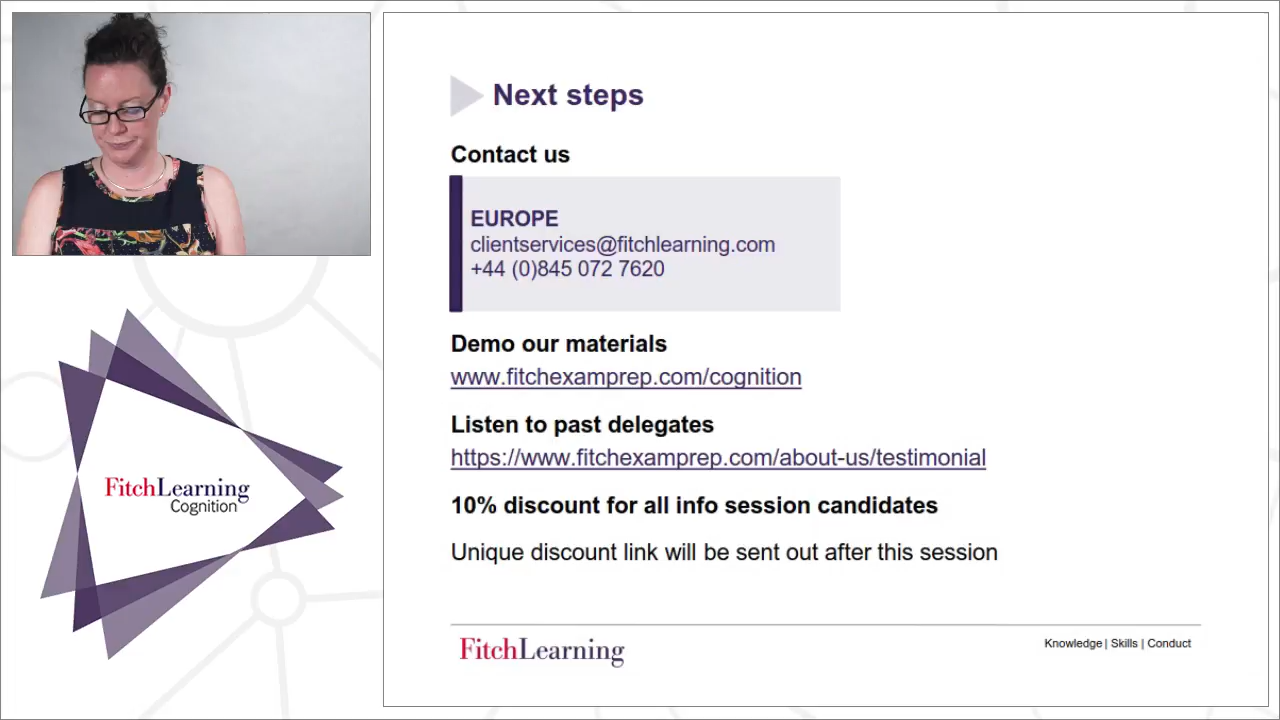 Next steps
Contact us
EUROPE
clientservices@fitchlearning.com
+44 (0)845 072 7620
Demo our materials
www.fitchexamprep.com/cognition
Listen to past delegates
https://www.fitchexamprep.com/about-us/testimonial
10% discount for all info session candidates
Unique discount link will be sent out after this session
FitchLearning
Knowledge | Skills | Conduct
FitchLearning
Cognition